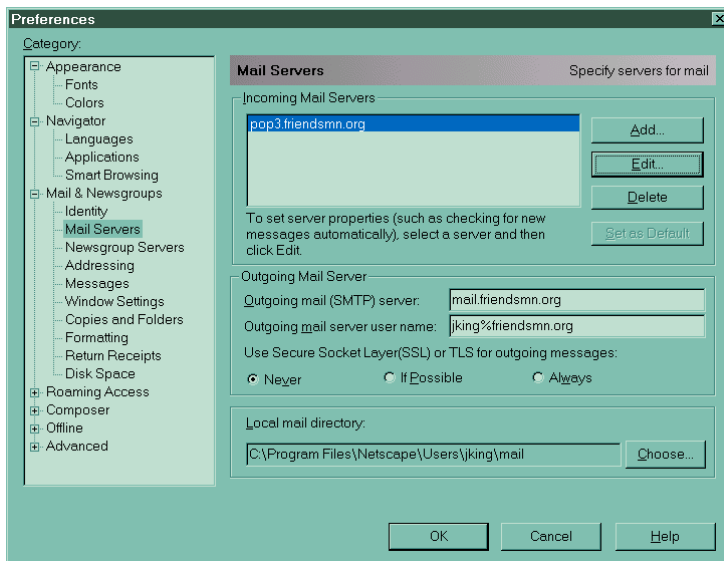 Preferences
Category:
Appearance
Fonts
Colors
Navigator
Languages
Applications
Smart Browsing
Mail & Newsgroups
Identity
Mail Servers
Newsgroup Servers
Addressing
Messages
Window Settings
Copies and Folders
Formatting
Return Receipts
Disk Space
Roaming Access
Composer
Offline
Advanced
Mail Servers Specify servers for mail
Incoming Mail Servers
pop3.friendsmn.org
Add...
Edit...
Delete
To set server properties (such as checking for new
messages automatically), select a server and then
click Edit.
Set as Default
Outgoing Mail Server
Outgoing mail (SMTP) server: mail.friendsmn.org
Outgoing mail server user name: jking%friendsmn.org
Use Secure Socket Layer(SSL) or TLS for outgoing messages:
Never If Possible Always
Local mail directory:
C:\Program Files\Netscape\Users\jking\mail Choose...
OK Cancel Help